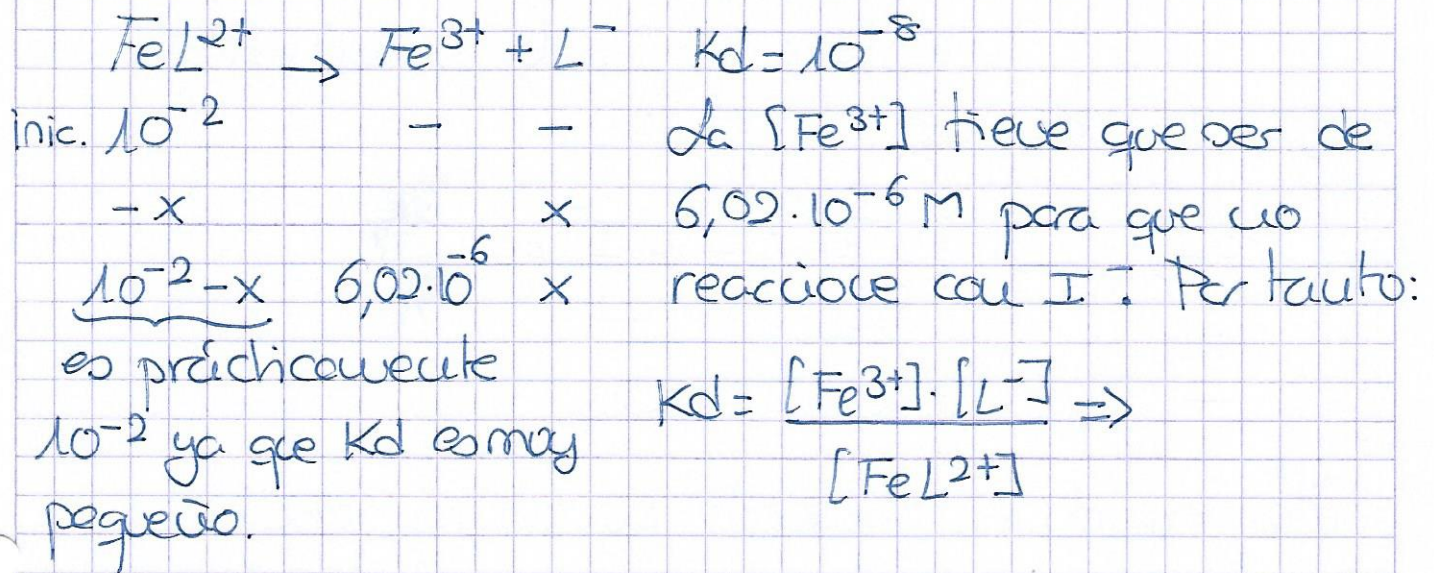 FeL²⁺ → Fe³⁺ + L⁻ Kd = 10⁻⁸
inic. 10⁻² - - La [Fe³⁺] tiene que ser de
- x x 6,02·10⁻⁶ M para que no
10⁻² - x 6,02·10⁻⁶ x reaccione con I⁻. Por tanto:
es prácticamente
Kd = [Fe³⁺]·[L⁻] / [FeL²⁺] ⇒
10⁻² ya que Kd es muy
pequeño.